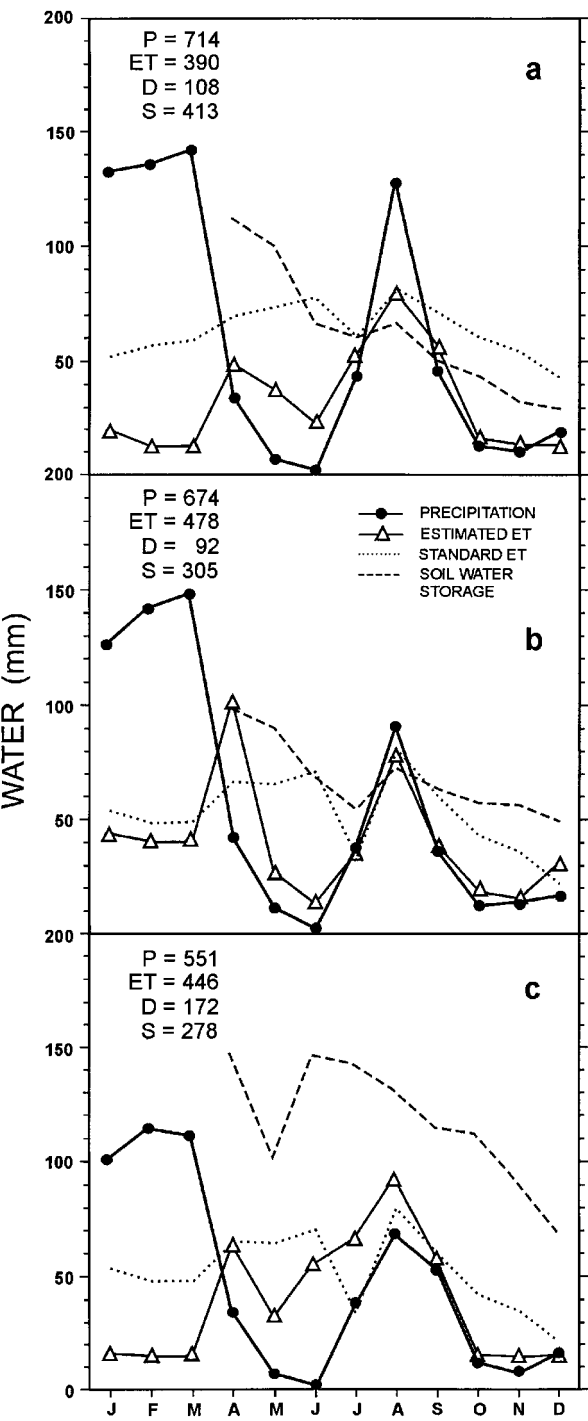 200
P = 714
ET = 390
D = 108
S = 413
a
150
100
50
200
P = 674
ET = 478
D = 92
S = 305
PRECIPITATION
ESTIMATED ET
STANDARD ET
SOIL WATER
STORAGE
b
150
100
50
WATER (mm)
200
P = 551
ET = 446
D = 172
S = 278
c
150
100
50
0
J F M A M J J A S O N D